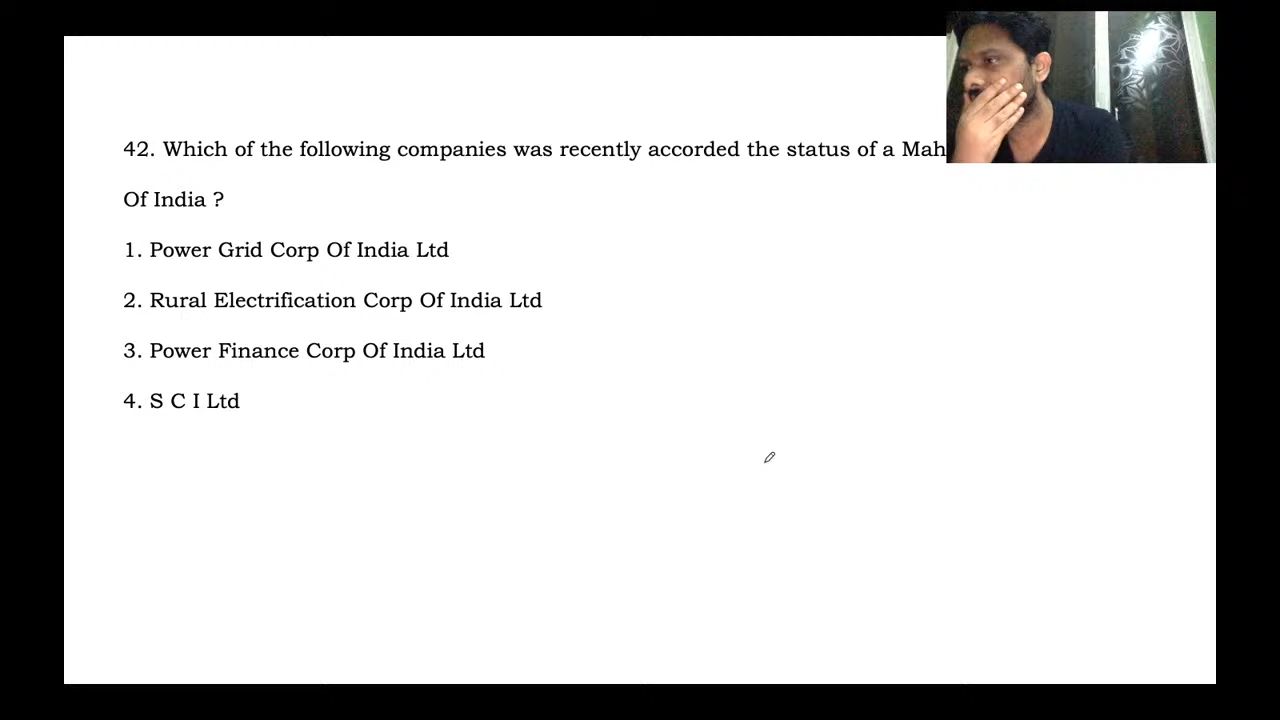 42. Which of the following companies was recently accorded the status of a
Of India ?
1. Power Grid Corp Of India Ltd
2. Rural Electrification Corp Of India Ltd
3. Power Finance Corp Of India Ltd
4. S C I Ltd